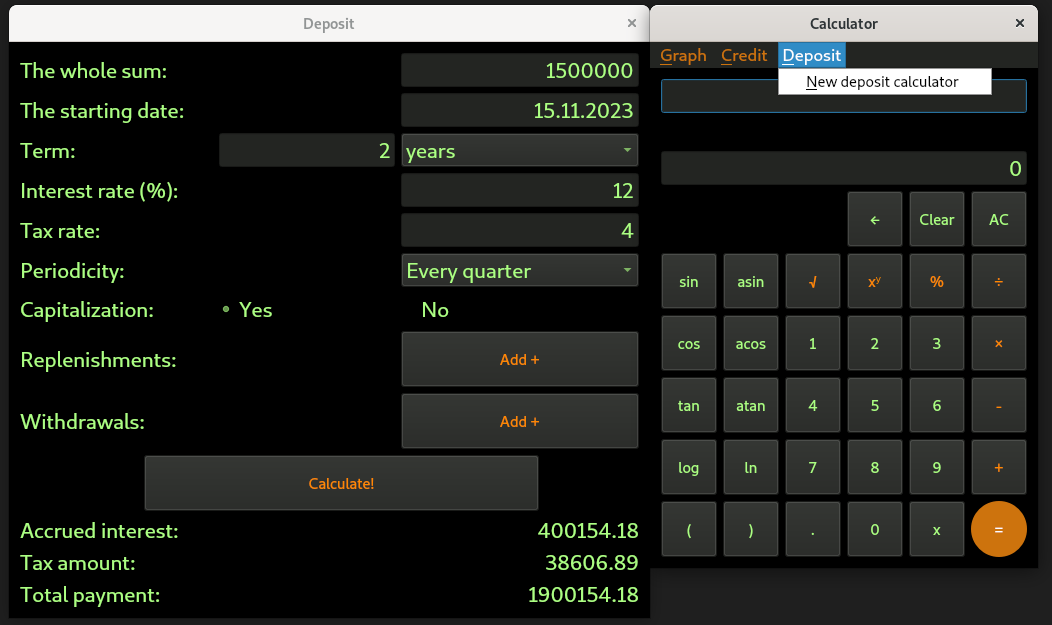 Deposit ×
The whole sum: 1500000
The starting date: 15.11.2023
Term: 2 years
Interest rate (%): 12
Tax rate: 4
Periodicity: Every quarter
Capitalization: Yes No
Replenishments: Add +
Withdrawals: Add +
Calculate!
Accrued interest: 400154.18
Tax amount: 38606.89
Total payment: 1900154.18
Calculator ×
Graph Credit Deposit
New deposit calculator
0
← Clear AC
sin asin √ xʸ % ÷
cos acos 1 2 3 ×
tan atan 4 5 6 -
log ln 7 8 9 +
( ) . 0 x =